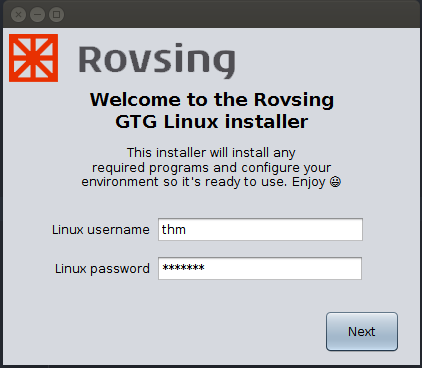 Rovsing
Welcome to the Rovsing
GTG Linux installer
This installer will install any
required programs and configure your
environment so it's ready to use. Enjoy 😃
Linux username thm
Linux password *******
Next